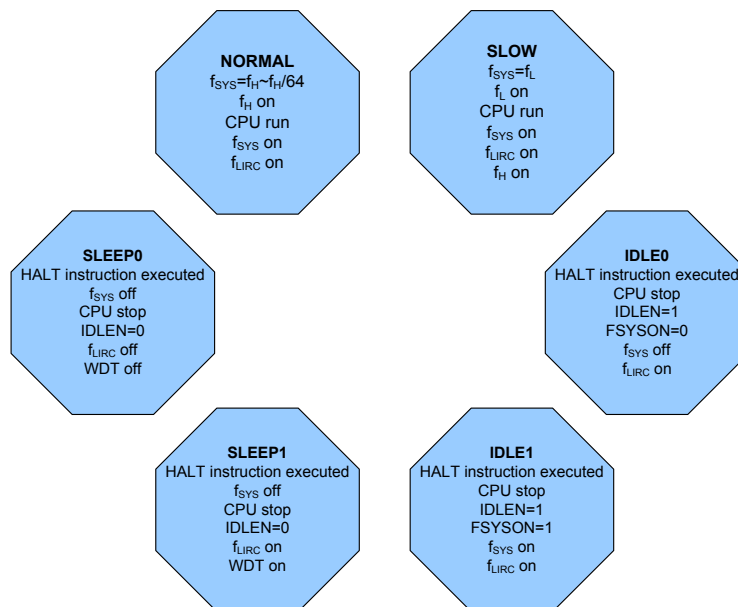 NORMAL
fSYS=fH~fH/64
fH on
CPU run
fSYS on
fLIRC on
SLOW
fSYS=fL
fL on
CPU run
fSYS on
fLIRC on
fH on
SLEEP0
HALT instruction executed
fSYS off
CPU stop
IDLEN=0
fLIRC off
WDT off
IDLE0
HALT instruction executed
CPU stop
IDLEN=1
FSYSON=0
fSYS off
fLIRC on
SLEEP1
HALT instruction executed
fSYS off
CPU stop
IDLEN=0
fLIRC on
WDT on
IDLE1
HALT instruction executed
CPU stop
IDLEN=1
FSYSON=1
fSYS on
fLIRC on